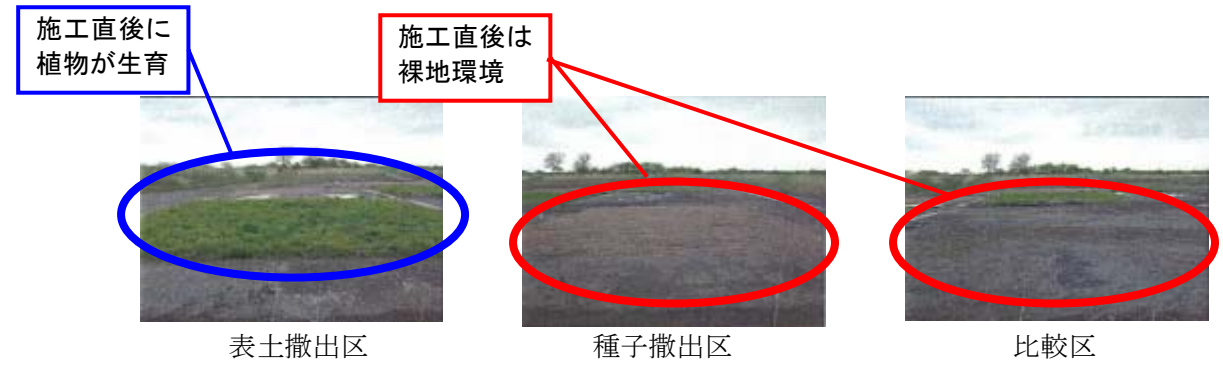 施工直後に
植物が生育
施工直後は
裸地環境
表土撒出区
種子撒出区
比較区